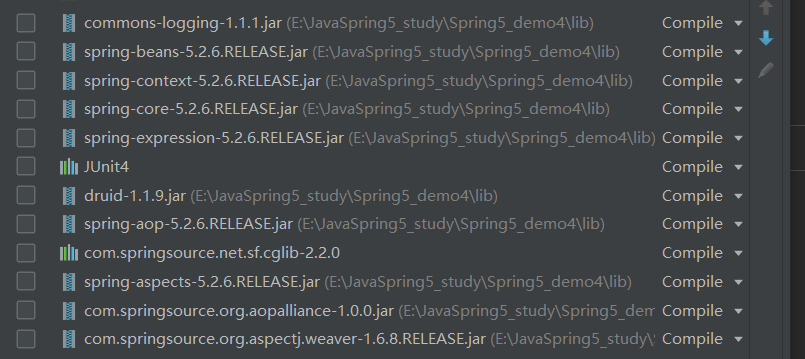 commons-logging-1.1.1.jar (E:\JavaSpring5_study\Spring5_demo4\lib) Compile
spring-beans-5.2.6.RELEASE.jar (E:\JavaSpring5_study\Spring5_demo4\lib) Compile
spring-context-5.2.6.RELEASE.jar (E:\JavaSpring5_study\Spring5_demo4\lib) Compile
spring-core-5.2.6.RELEASE.jar (E:\JavaSpring5_study\Spring5_demo4\lib) Compile
spring-expression-5.2.6.RELEASE.jar (E:\JavaSpring5_study\Spring5_demo4\lib) Compile
JUnit4 Compile
druid-1.1.9.jar (E:\JavaSpring5_study\Spring5_demo4\lib) Compile
spring-aop-5.2.6.RELEASE.jar (E:\JavaSpring5_study\Spring5_demo4\lib) Compile
com.springsource.net.sf.cglib-2.2.0 Compile
spring-aspects-5.2.6.RELEASE.jar (E:\JavaSpring5_study\Spring5_demo4\lib) Compile
com.springsource.org.aopalliance-1.0.0.jar (E:\JavaSpring5_study\Spring5_dem Compile
com.springsource.org.aspectj.weaver-1.6.8.RELEASE.jar (E:\JavaSpring5_study\ Compile